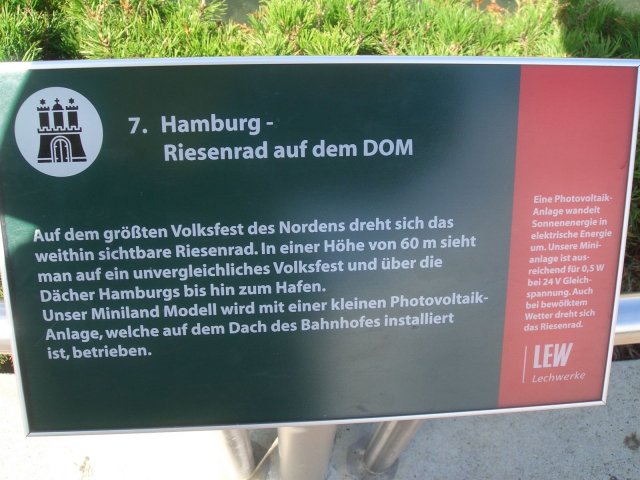 7. Hamburg -
Riesenrad auf dem DOM
Auf dem größten Volksfest des Nordens dreht sich das
weithin sichtbare Riesenrad. In einer Höhe von 60 m sieht
man auf ein unvergleichliches Volksfest und über die
Dächer Hamburgs bis hin zum Hafen.
Unser Miniland Modell wird mit einer kleinen Photovoltaik-
Anlage, welche auf dem Dach des Bahnhofes installiert
ist, betrieben.
Eine Photovoltaik-
Anlage wandelt
Sonnenenergie in
elektrische Energie
um. Unsere Mini-
anlage ist aus-
reichend für 0,5 W
bei 24 V Gleich-
spannung. Auch
bei bewölktem
Wetter dreht sich
das Riesenrad.
LEW
Lechwerke